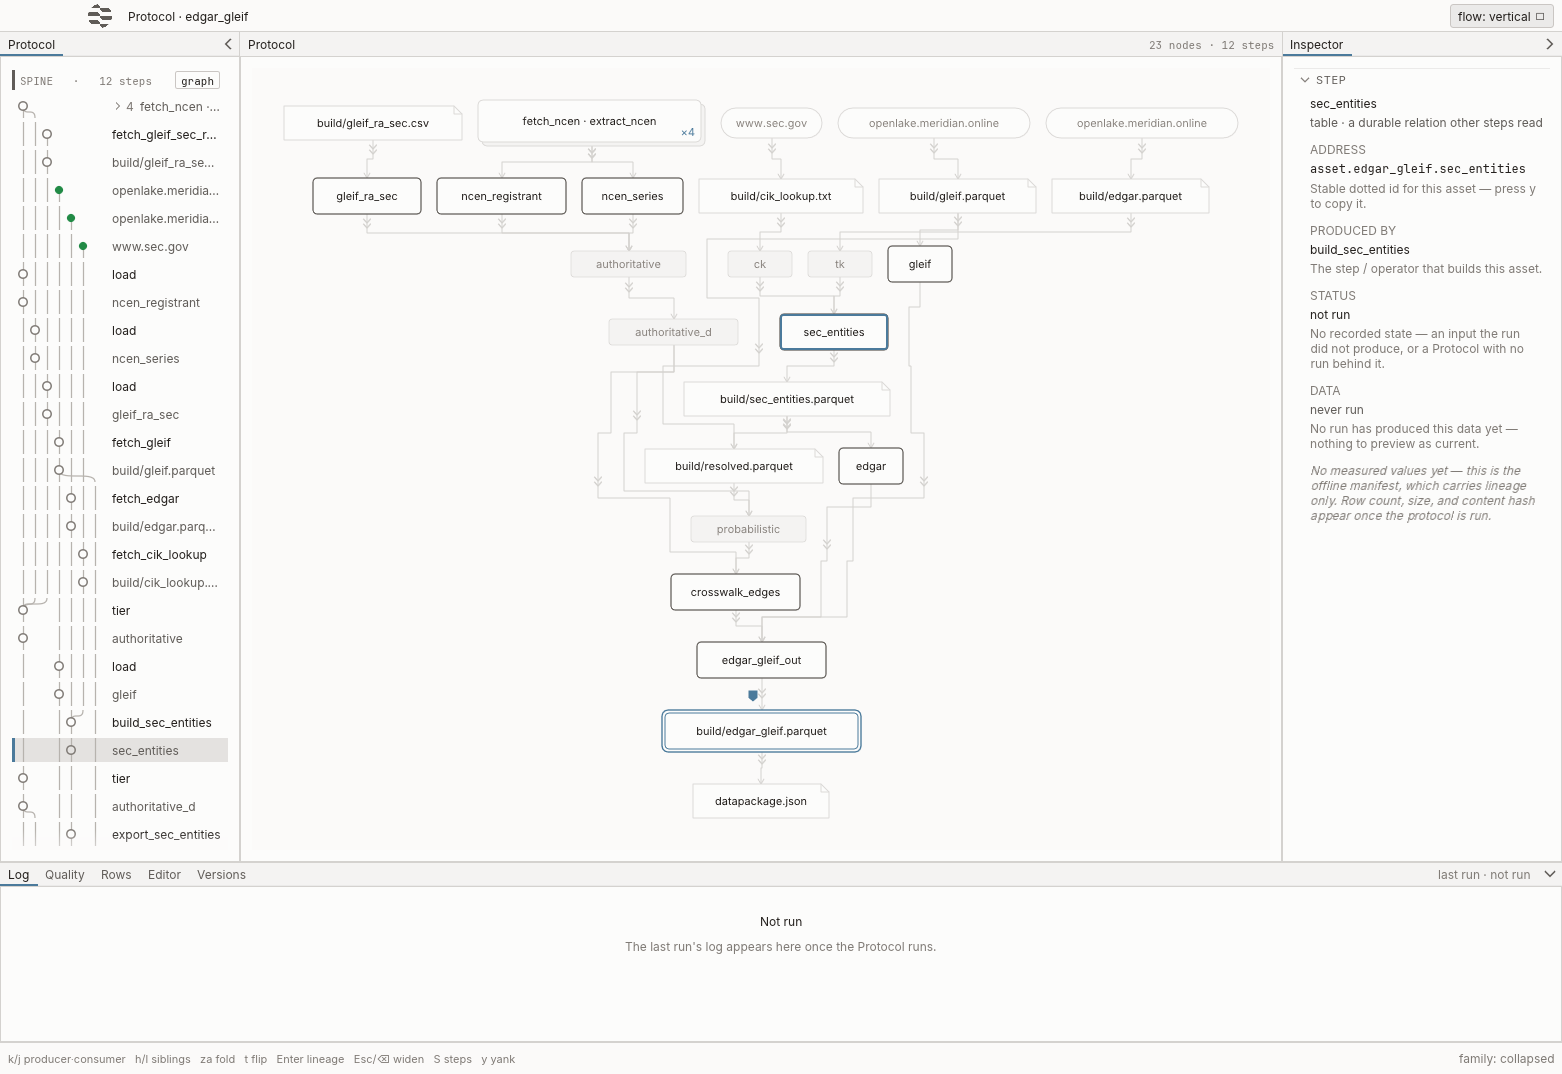 Protocol · edgar_gleif
flow: vertical
Protocol
Protocol
23 nodes · 12 steps
Inspector
SPINE · 12 steps
graph
4 fetch_ncen ·...
fetch_gleif_sec_r...
build/gleif_ra_se...
openlake.meridia...
openlake.meridia...
www.sec.gov
load
ncen_registrant
load
ncen_series
load
gleif_ra_sec
fetch_gleif
build/gleif.parquet
fetch_edgar
build/edgar.parq...
fetch_cik_lookup
build/cik_lookup....
tier
authoritative
load
gleif
build_sec_entities
sec_entities
tier
authoritative_d
export_sec_entities
build/gleif_ra_sec.csv
fetch_ncen · extract_ncen
×4
www.sec.gov
openlake.meridian.online
openlake.meridian.online
gleif_ra_sec
ncen_registrant
ncen_series
build/cik_lookup.txt
build/gleif.parquet
build/edgar.parquet
authoritative
ck
tk
gleif
authoritative_d
sec_entities
build/sec_entities.parquet
build/resolved.parquet
edgar
probabilistic
crosswalk_edges
edgar_gleif_out
build/edgar_gleif.parquet
datapackage.json
STEP
sec_entities
table · a durable relation other steps read
ADDRESS
asset.edgar_gleif.sec_entities
Stable dotted id for this asset — press y
to copy it.
PRODUCED BY
build_sec_entities
The step / operator that builds this asset.
STATUS
not run
No recorded state — an input the run
did not produce, or a Protocol with no
run behind it.
DATA
never run
No run has produced this data yet —
nothing to preview as current.
No measured values yet — this is the
offline manifest, which carries lineage
only. Row count, size, and content hash
appear once the protocol is run.
Log Quality Rows Editor Versions
last run · not run
Not run
The last run's log appears here once the Protocol runs.
k/j producer·consumer h/l siblings za fold t flip Enter lineage Esc/⌫ widen S steps y yank
family: collapsed